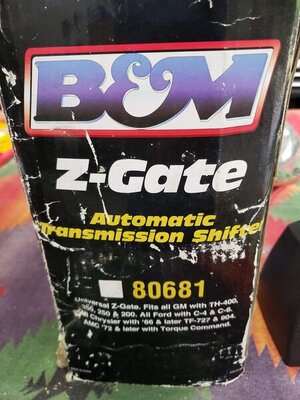 B&M
Z-Gate
Automatic
Transmission Shifter
80681
Universal Z-Gate. Fits all GM with TH-400,
350, 250 & 200. All Ford with C-4 & C-6.
Chrysler with '66 & later TF-727 & 904.
AMC '72 & later with Torque Command.